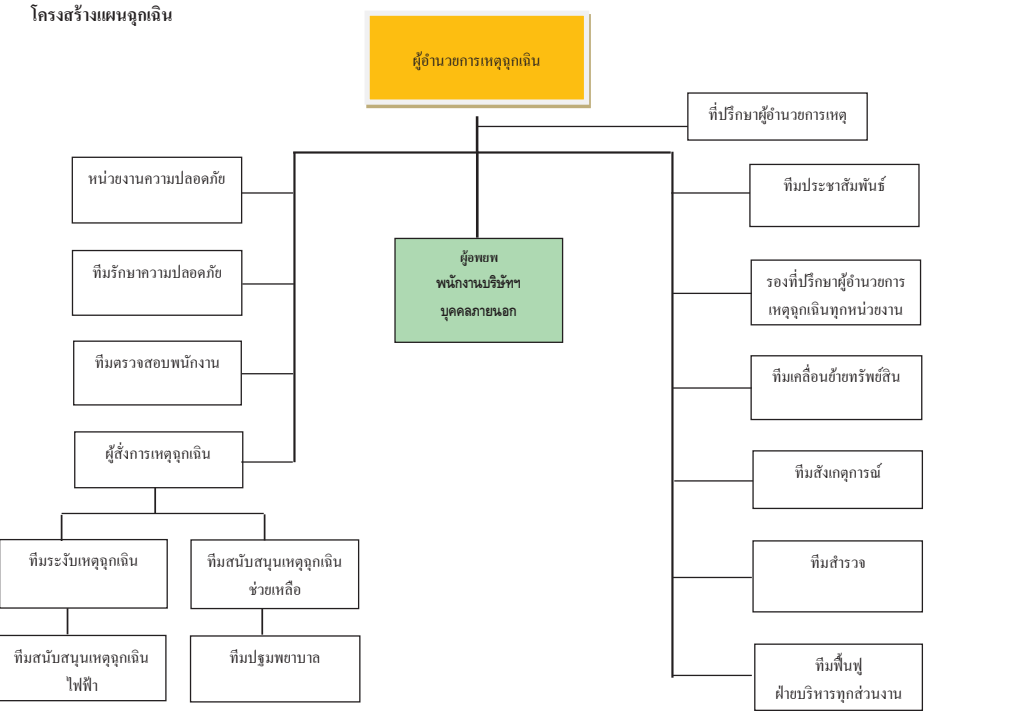 โครงสร้างแผนฉุกเฉิน
ผู้อำนวยการเหตุฉุกเฉิน
ที่ปรึกษาผู้อำนวยการเหตุ
หน่วยงานความปลอดภัย
ทีมรักษาความปลอดภัย
ทีมตรวจสอบพนักงาน
ผู้สั่งการเหตุฉุกเฉิน
ทีมระงับเหตุฉุกเฉิน
ทีมสนับสนุนเหตุฉุกเฉิน
ช่วยเหลือ
ทีมสนับสนุนเหตุฉุกเฉิน
ไฟฟ้า
ทีมปฐมพยาบาล
ผู้อพยพ
พนักงานบริษัทฯ
บุคคลภายนอก
ทีมประชาสัมพันธ์
รองที่ปรึกษาผู้อำนวยการ
เหตุฉุกเฉินทุกหน่วยงาน
ทีมเคลื่อนย้ายทรัพย์สิน
ทีมสังเกตุการณ์
ทีมสำรวจ
ทีมฟื้นฟู
ฝ่ายบริหารทุกส่วนงาน